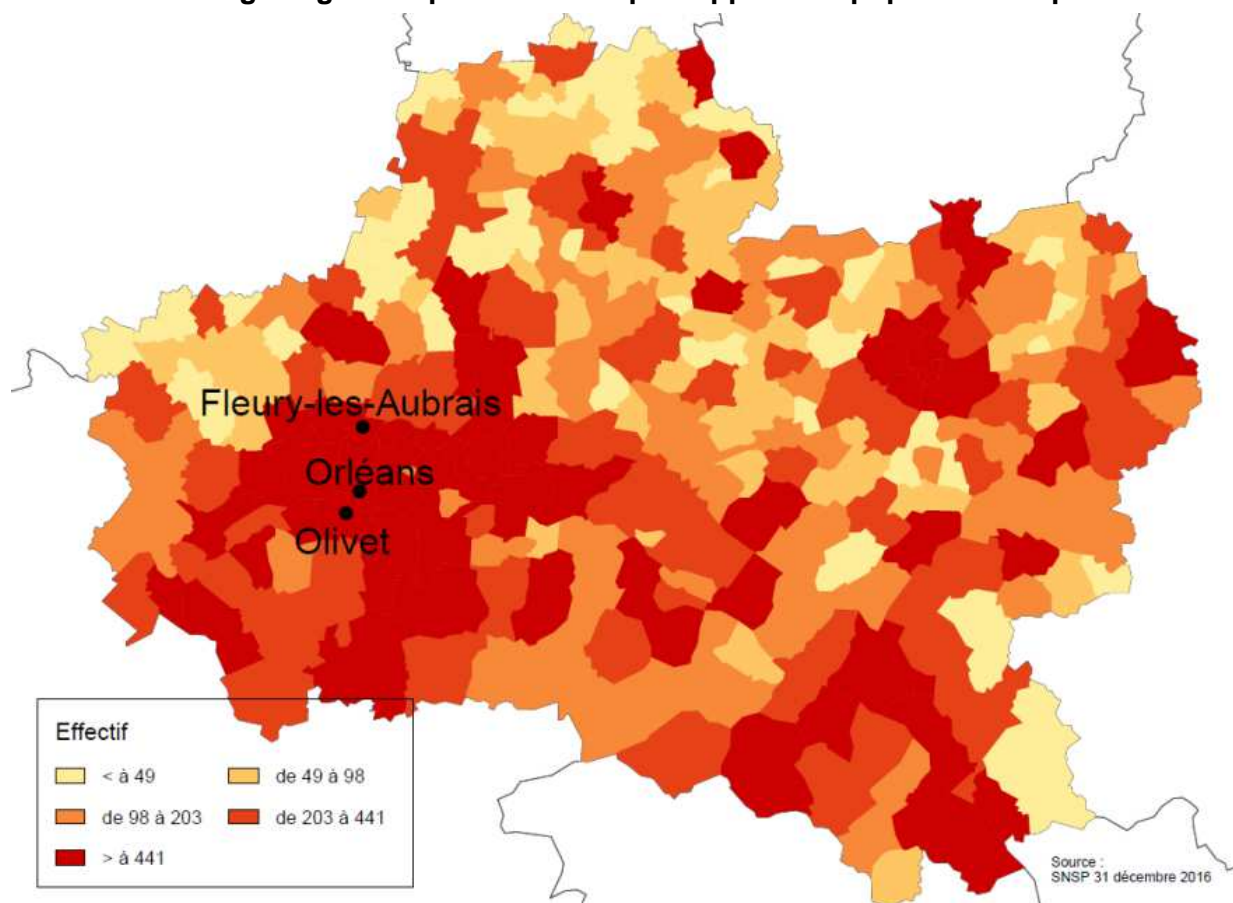 Fleury-les-Aubrais
Orléans
Olivet
Effectif
< à 49
de 49 à 98
de 98 à 203
de 203 à 441
> à 441
Source :
SNSP 31 décembre 2016